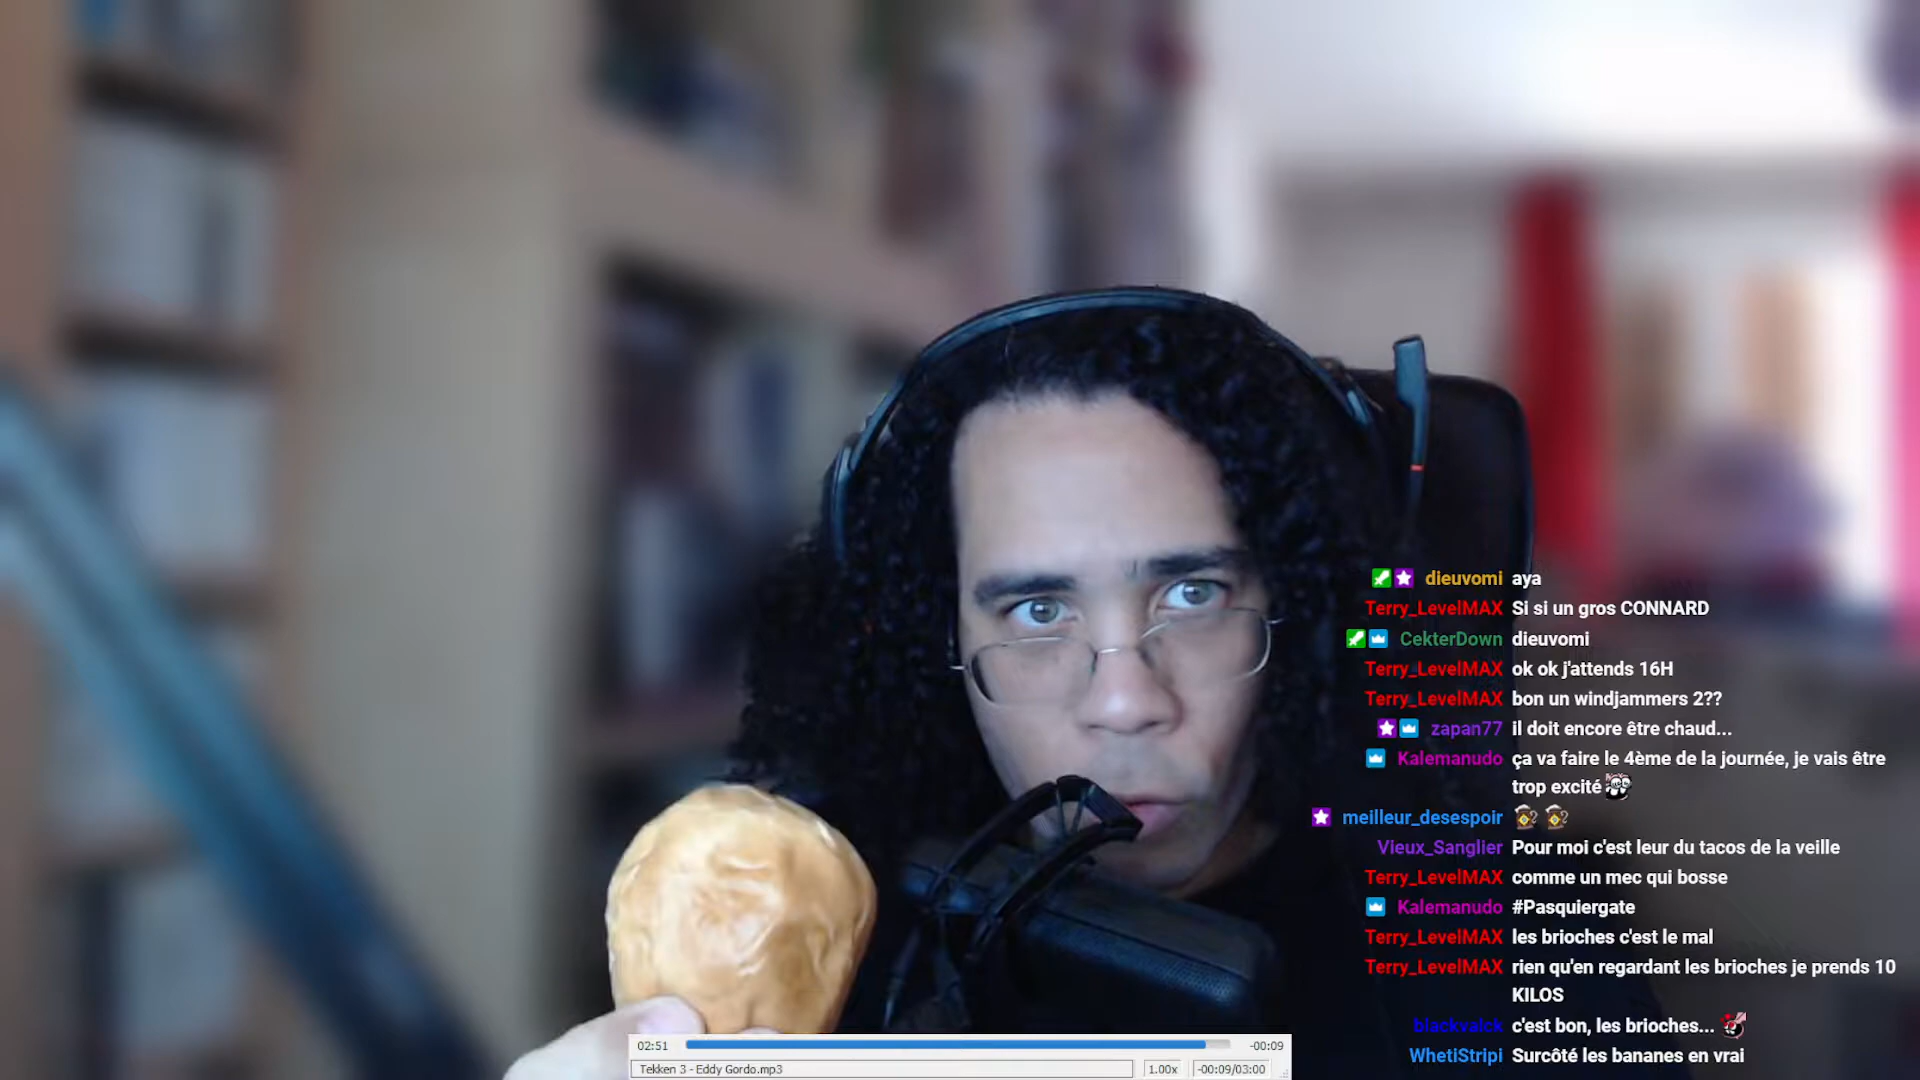 dieuvomi aya
Terry_LevelMAX Si si un gros CONNARD
CekterDown dieuvomi
Terry_LevelMAX ok ok j'attends 16H
Terry_LevelMAX bon un windjammers 2??
zapan77 il doit encore être chaud...
Kalemanudo ça va faire le 4ème de la journée, je vais être
trop excité
meilleur_desespoir
Vieux_Sanglier Pour moi c'est leur du tacos de la veille
Terry_LevelMAX comme un mec qui bosse
Kalemanudo #Pasquiergate
Terry_LevelMAX les brioches c'est le mal
Terry_LevelMAX rien qu'en regardant les brioches je prends 10
KILOS
blackvalck c'est bon, les brioches...
WhetiStripi Surcôté les bananes en vrai
02:51 -00:09
Tekken 3 - Eddy Gordo.mp3 1.00x -00:09/03:00